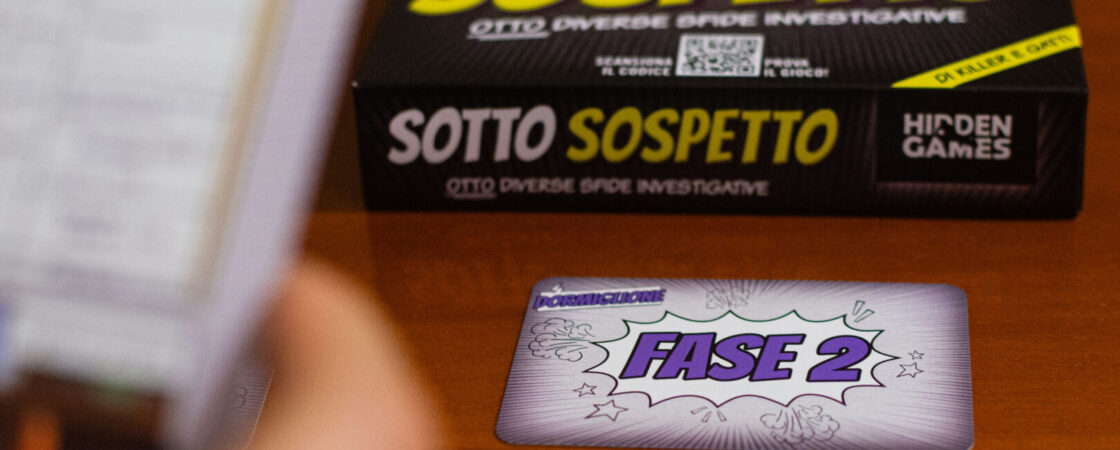 OTTO DIVERSE SFIDE INVESTIGATIVE
SCANSIONA
IL CODICE
PROVA
IL GIOCO!
DI KILLER E GATTI
SOTTO SOSPETTO
HIDDEN
GAMES
OTTO DIVERSE SFIDE INVESTIGATIVE
DORMIGLIONE
FASE 2